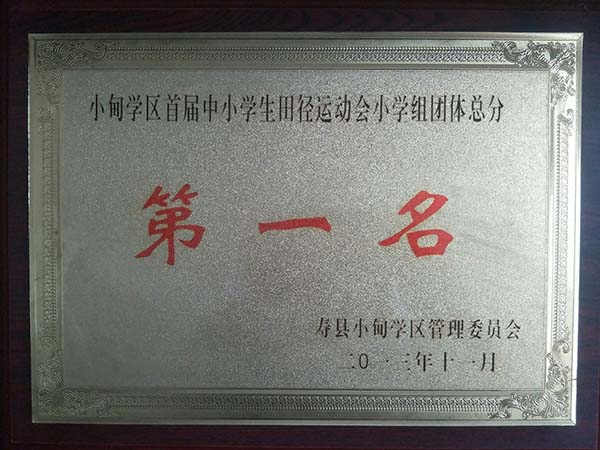 小甸学区首届中小学生田径运动会小学组团体总分
第一名
寿县小甸学区管理委员会
二〇一三年十一月